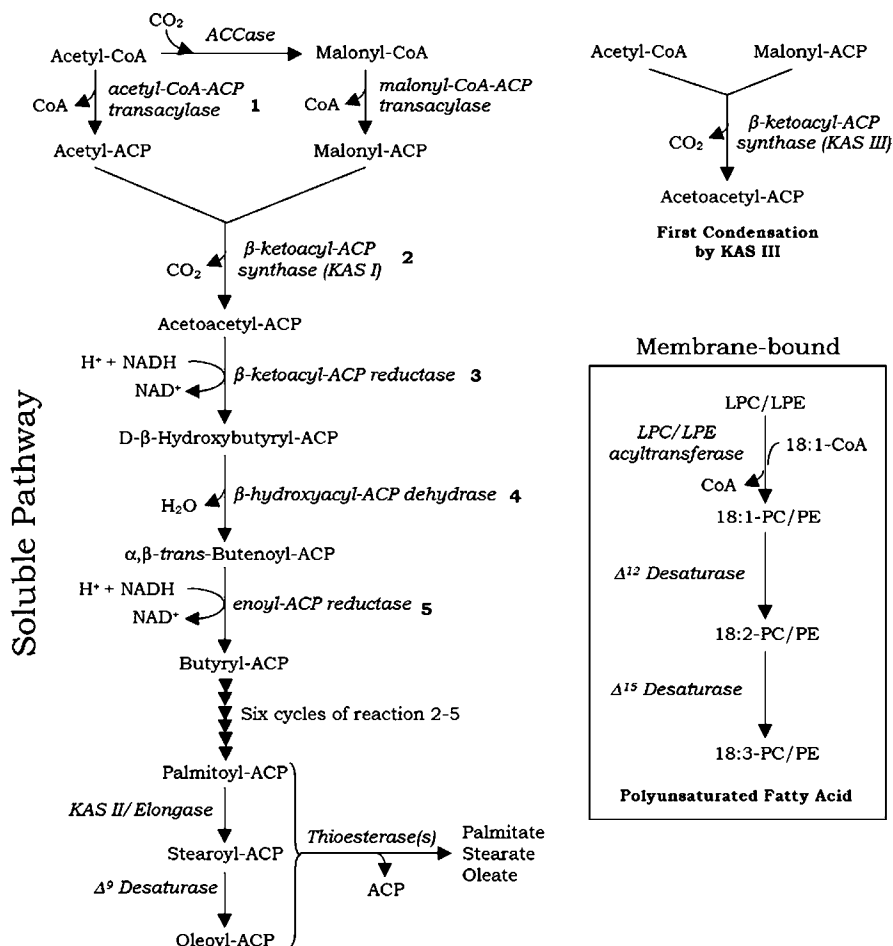 CO₂
ACCase
Acetyl-CoA
Malonyl-CoA
CoA
acetyl-CoA-ACP
transacylase
1
CoA
malonyl-CoA-ACP
transacylase
Acetyl-ACP
Malonyl-ACP
CO₂
β-ketoacyl-ACP
synthase (KAS I)
2
Acetoacetyl-ACP
H⁺ + NADH
NAD⁺
β-ketoacyl-ACP reductase
3
D-β-Hydroxybutyryl-ACP
H₂O
β-hydroxyacyl-ACP dehydrase
4
α,β-trans-Butenoyl-ACP
H⁺ + NADH
NAD⁺
enoyl-ACP reductase
5
Butyryl-ACP
Six cycles of reaction 2-5
Palmitoyl-ACP
KAS II/Elongase
Stearoyl-ACP
Δ⁹ Desaturase
Oleoyl-ACP
Thioesterase(s)
ACP
Palmitate
Stearate
Oleate
Soluble Pathway
Acetyl-CoA
Malonyl-ACP
CO₂
β-ketoacyl-ACP
synthase (KAS III)
Acetoacetyl-ACP
First Condensation
by KAS III
Membrane-bound
LPC/LPE
LPC/LPE
acyltransferase
18:1-CoA
CoA
18:1-PC/PE
Δ¹² Desaturase
18:2-PC/PE
Δ¹⁵ Desaturase
18:3-PC/PE
Polyunsaturated Fatty Acid